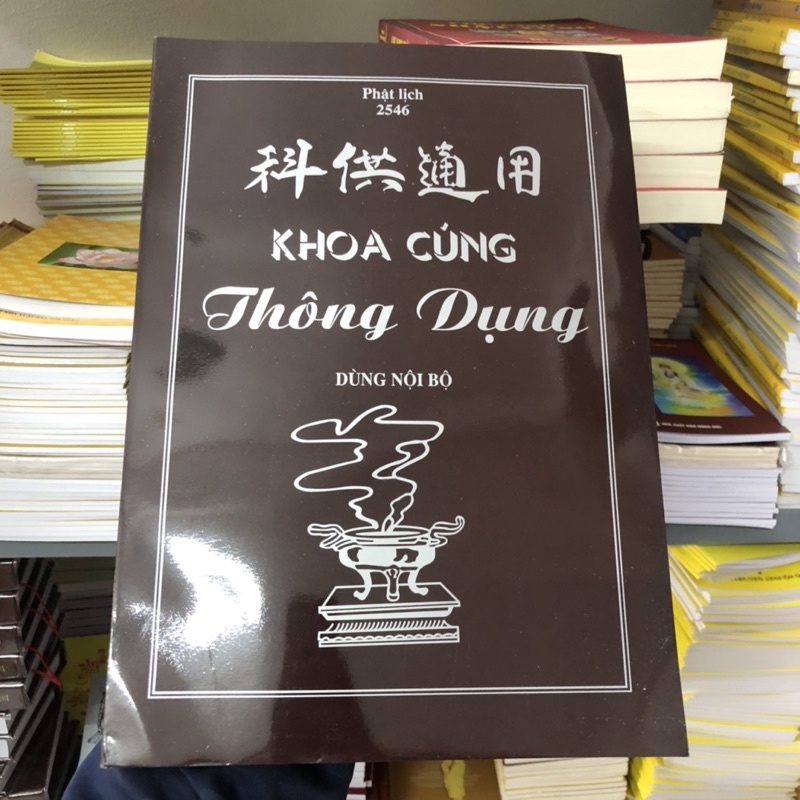 Phật lịch
2546
科供通用
KHOA CÚNG
Thông Dụng
DÙNG NỘI BỘ